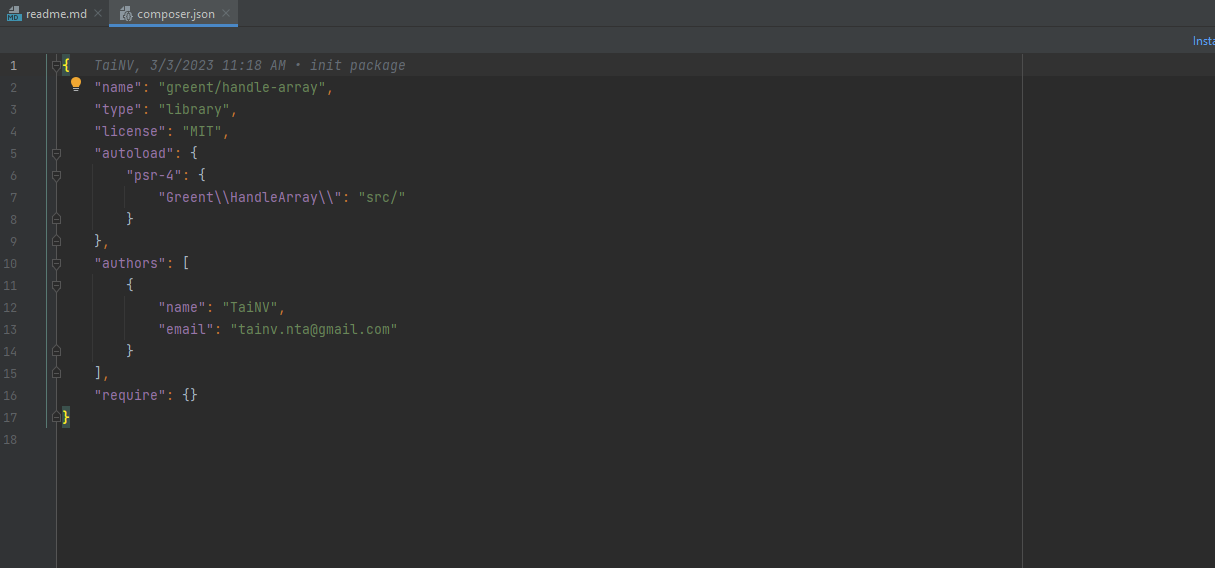 readme.md composer.json
Insta
1 { TaiNV, 3/3/2023 11:18 AM • init package
2 "name": "greent/handle-array",
3 "type": "library",
4 "license": "MIT",
5 "autoload": {
6 "psr-4": {
7 "Greent\\HandleArray\\": "src/"
8 }
9 },
10 "authors": [
11 {
12 "name": "TaiNV",
13 "email": "tainv.nta@gmail.com"
14 }
15 ],
16 "require": {}
17 }
18